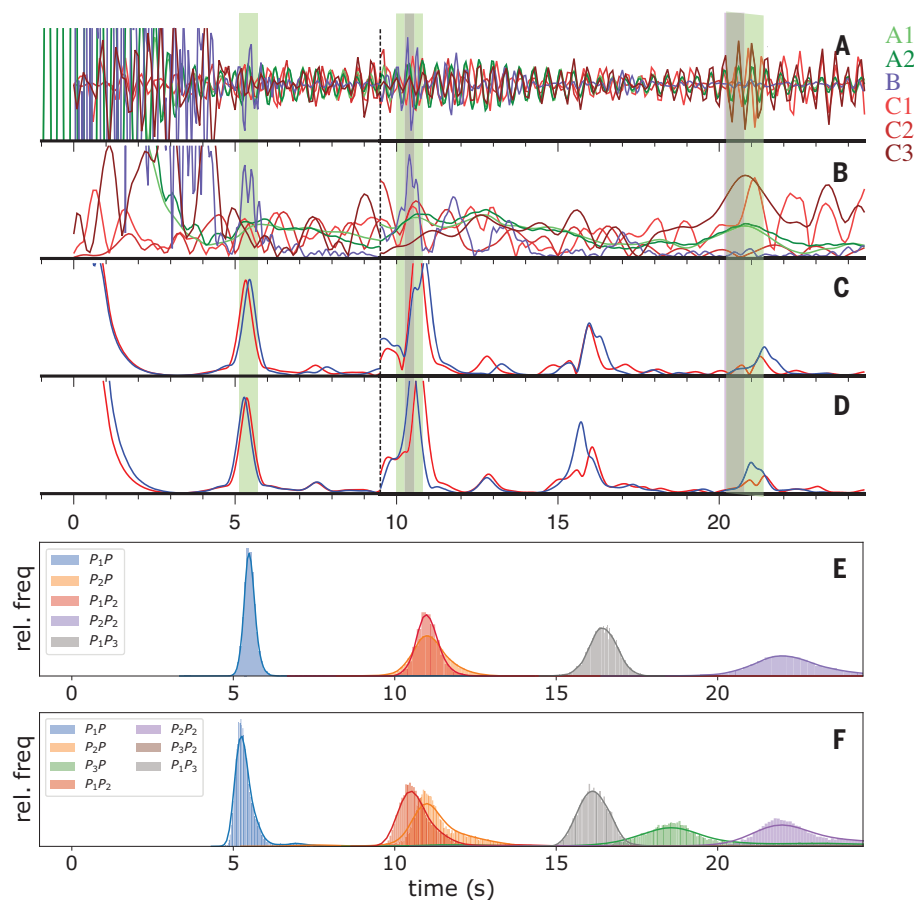 A
A1
A2
B
C1
C2
C3
B
C
D
0 5 10 15 20
E
rel. freq
P₁P
P₂P
P₁P₂
P₂P₂
P₁P₃
0 5 10 15 20
F
rel. freq
P₁P P₂P₂
P₂P P₃P₂
P₃P P₁P₃
P₁P₂
0 5 10 15 20
time (s)